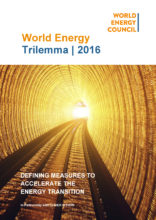 WORLD
ENERGY
COUNCIL
World Energy
Trilemma | 2016
DEFINING MEASURES TO
ACCELERATE THE
ENERGY TRANSITION